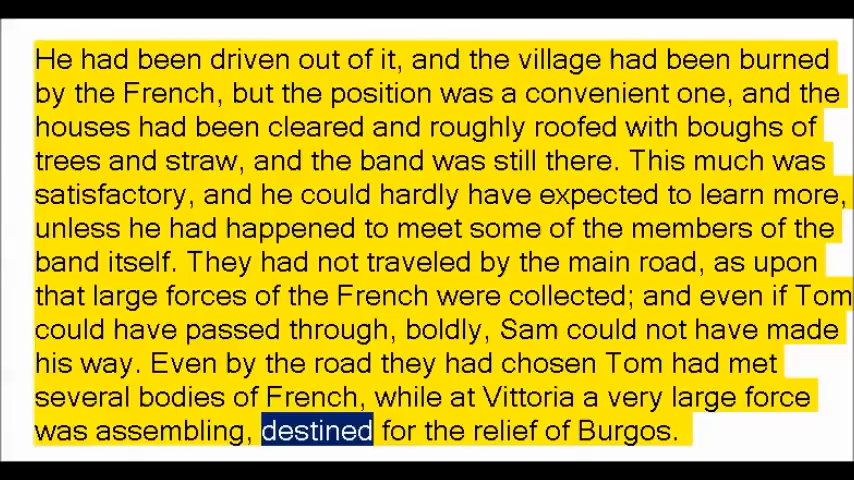 He had been driven out of it, and the village had been burned
by the French, but the position was a convenient one, and the
houses had been cleared and roughly roofed with boughs of
trees and straw, and the band was still there. This much was
satisfactory, and he could hardly have expected to learn more,
unless he had happened to meet some of the members of the
band itself. They had not traveled by the main road, as upon
that large forces of the French were collected; and even if Tom
could have passed through, boldly, Sam could not have made
his way. Even by the road they had chosen Tom had met
several bodies of French, while at Vittoria a very large force
was assembling, destined for the relief of Burgos.